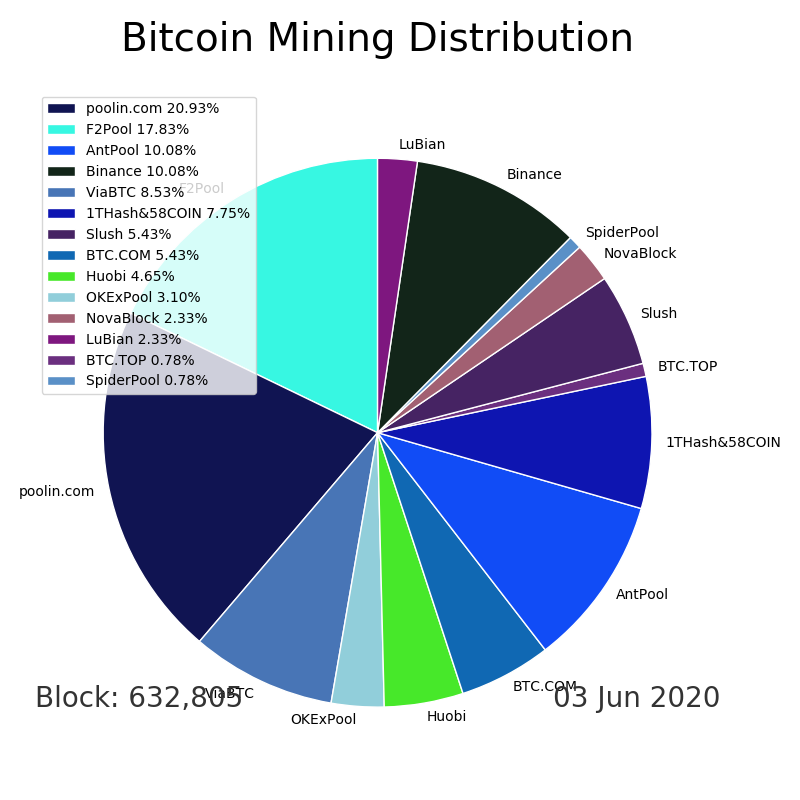 Bitcoin Mining Distribution
poolin.com 20.93%
F2Pool 17.83%
AntPool 10.08%
Binance 10.08%
ViaBTC 8.53%
1THash&58COIN 7.75%
Slush 5.43%
BTC.COM 5.43%
Huobi 4.65%
OKExPool 3.10%
NovaBlock 2.33%
LuBian 2.33%
BTC.TOP 0.78%
SpiderPool 0.78%
LuBian
Binance
F2Pool
SpiderPool
NovaBlock
Slush
BTC.TOP
1THash&58COIN
poolin.com
AntPool
BTC.COM
ViaBTC
Huobi
OKExPool
Block: 632,805
03 Jun 2020